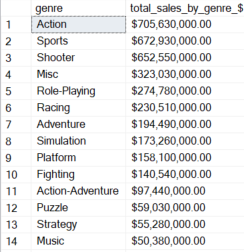 genre total_sales_by_genre_$
1 Action $705,630,000.00
2 Sports $672,930,000.00
3 Shooter $652,550,000.00
4 Misc $323,030,000.00
5 Role-Playing $274,780,000.00
6 Racing $230,510,000.00
7 Adventure $194,490,000.00
8 Simulation $173,260,000.00
9 Platform $158,100,000.00
10 Fighting $140,540,000.00
11 Action-Adventure $97,440,000.00
12 Puzzle $59,030,000.00
13 Strategy $55,280,000.00
14 Music $50,380,000.00